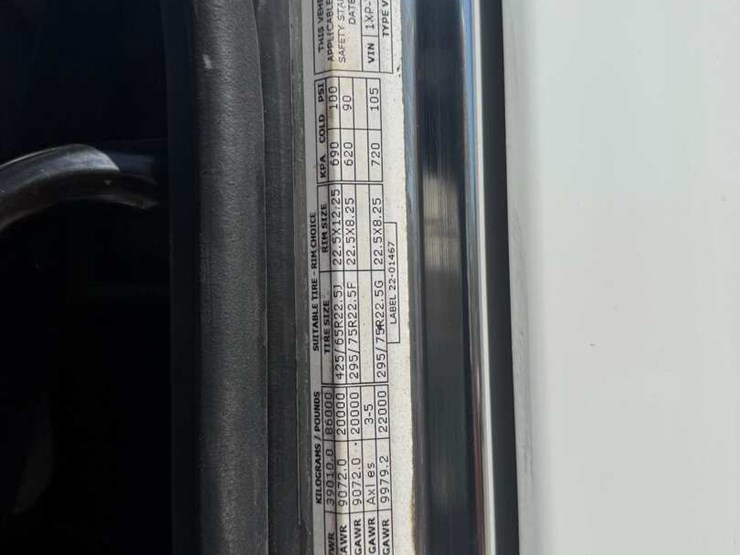 KILOGRAMS / POUNDS SUITABLE TIRE - RIM CHOICE THIS VEH
VWR 39010.0 86000 TIRE SIZE RIM SIZE KPA COLD PSI APPLICABLE
AWR 9072.0 20000 425/65R22.5J 22.5X12.25 690 100 SAFETY STA
GAWR 9072.0 20000 295/75R22.5F 22.5X8.25 620 90 DATE
GAWR Axles 3-5 VIN 1XP-
GAWR 9979.2 22000 295/75R22.5G 22.5X8.25 720 105 TYPE V
LABEL 22-01467